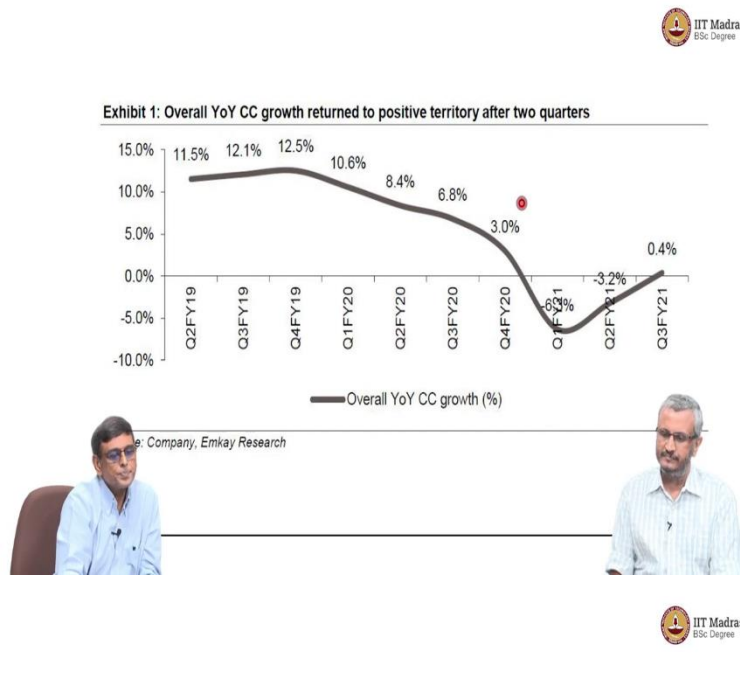 IIT Madra
BSc Degree
Exhibit 1: Overall YoY CC growth returned to positive territory after two quarters
15.0%
10.0%
5.0%
0.0%
-5.0%
-10.0%
11.5%
12.1%
12.5%
10.6%
8.4%
6.8%
3.0%
-3.2%
0.4%
Q2FY19
Q3FY19
Q4FY19
Q1FY20
Q2FY20
Q3FY20
Q4FY20
Q1FY21
Q2FY21
Q3FY21
Overall YoY CC growth (%)
e: Company, Emkay Research
IIT Madras
BSc Degree